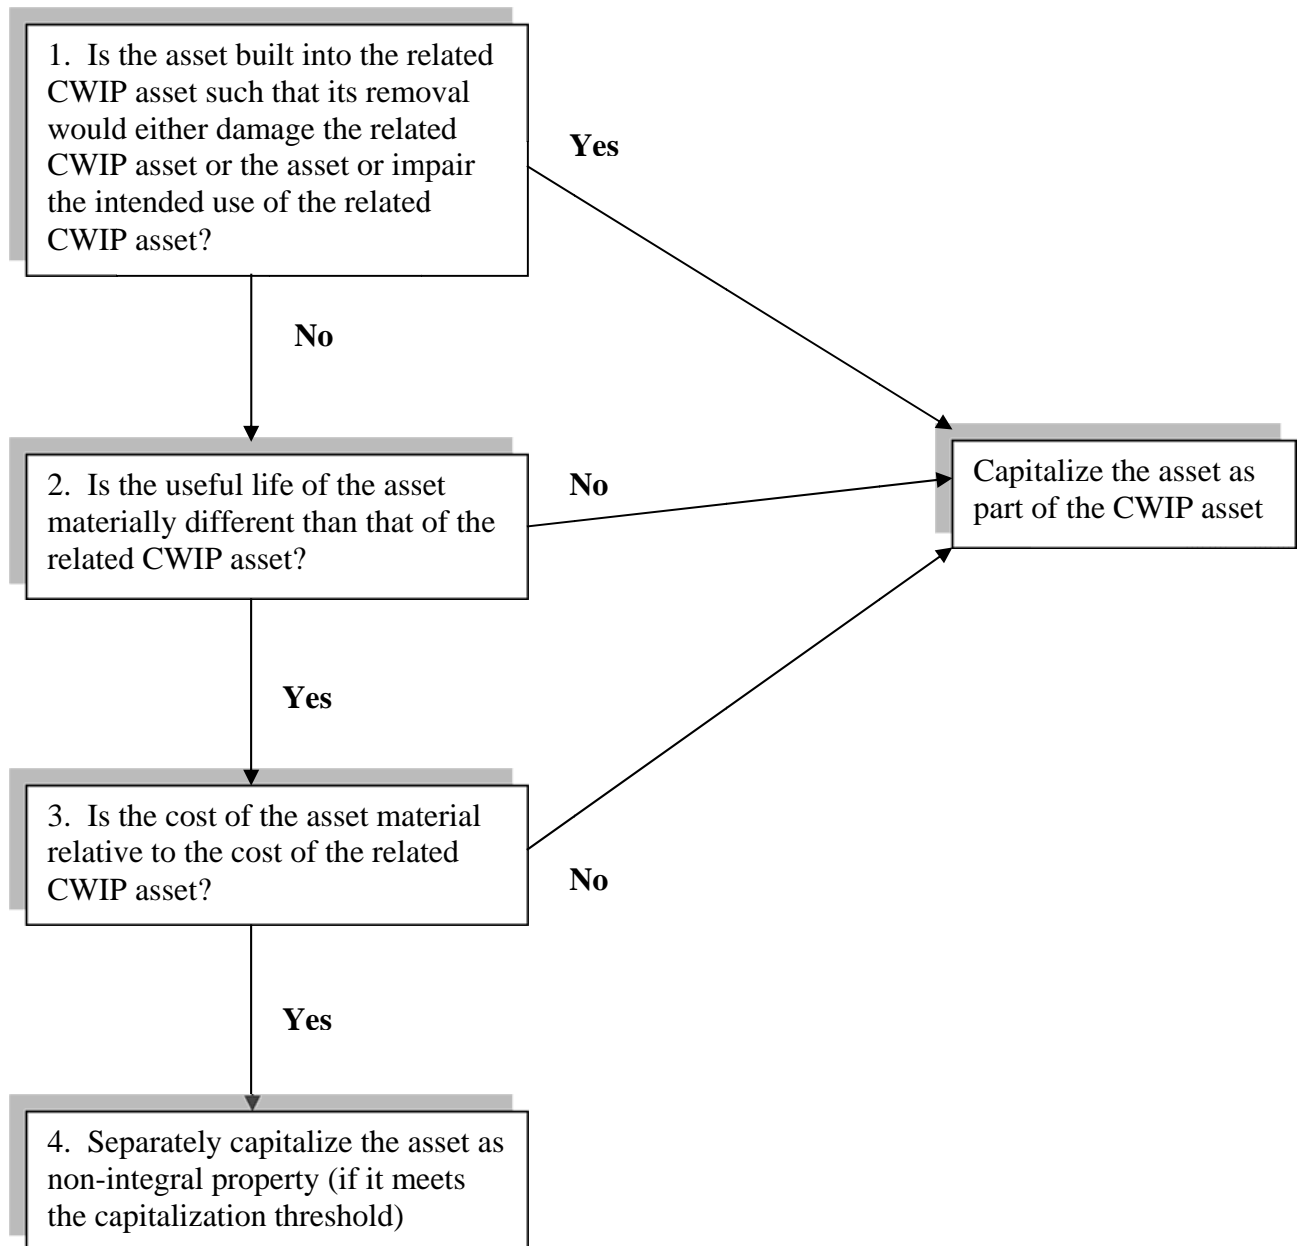 1. Is the asset built into the related
CWIP asset such that its removal
would either damage the related
CWIP asset or the asset or impair
the intended use of the related
CWIP asset?
Yes
No
2. Is the useful life of the asset
materially different than that of the
related CWIP asset?
No
Capitalize the asset as
part of the CWIP asset
Yes
3. Is the cost of the asset material
relative to the cost of the related
CWIP asset?
No
Yes
4. Separately capitalize the asset as
non-integral property (if it meets
the capitalization threshold)